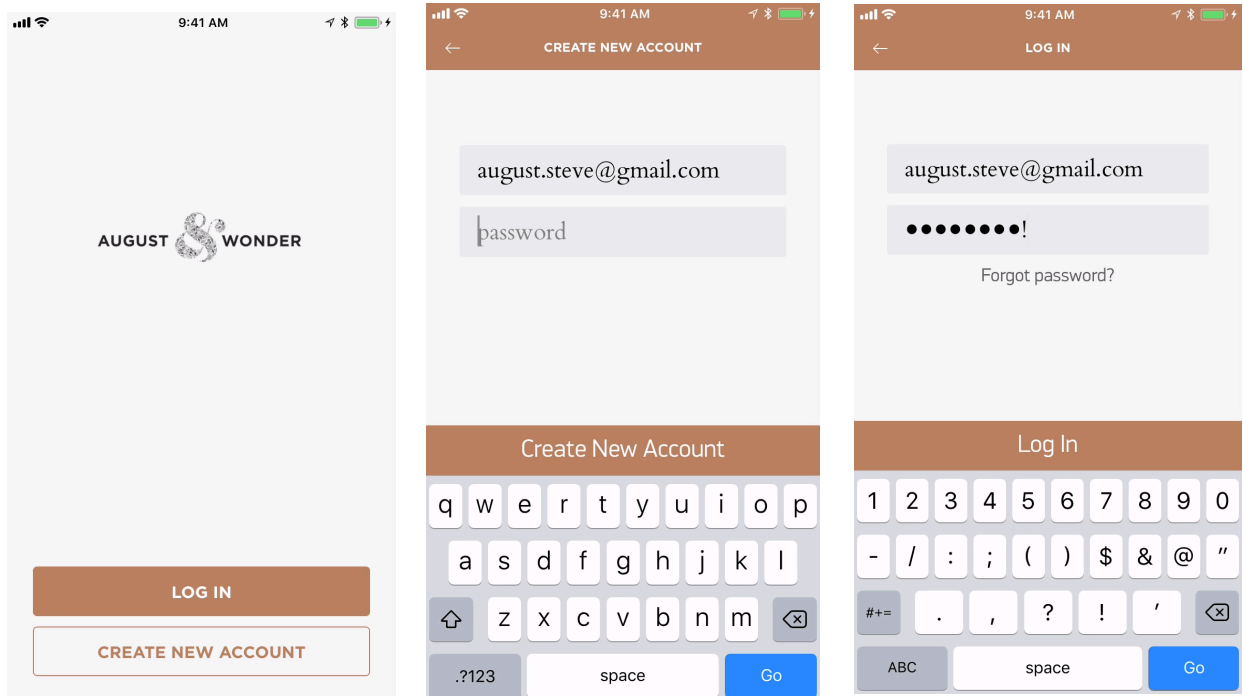 9:41 AM
AUGUST & WONDER
LOG IN
CREATE NEW ACCOUNT
9:41 AM
← CREATE NEW ACCOUNT
august.steve@gmail.com
password
Create New Account
q w e r t y u i o p
a s d f g h j k l
z x c v b n m
.?123 space Go
9:41 AM
← LOG IN
august.steve@gmail.com
●●●●●●●●!
Forgot password?
Log In
1 2 3 4 5 6 7 8 9 0
- / : ; ( ) $ & @ "
#+= . , ? ! ′
ABC space Go